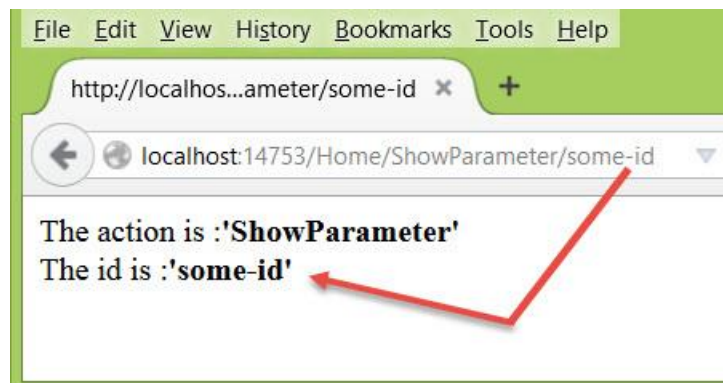 File Edit View History Bookmarks Tools Help
http://localhos...ameter/some-id × +
localhost:14753/Home/ShowParameter/some-id
The action is :'ShowParameter'
The id is :'some-id'